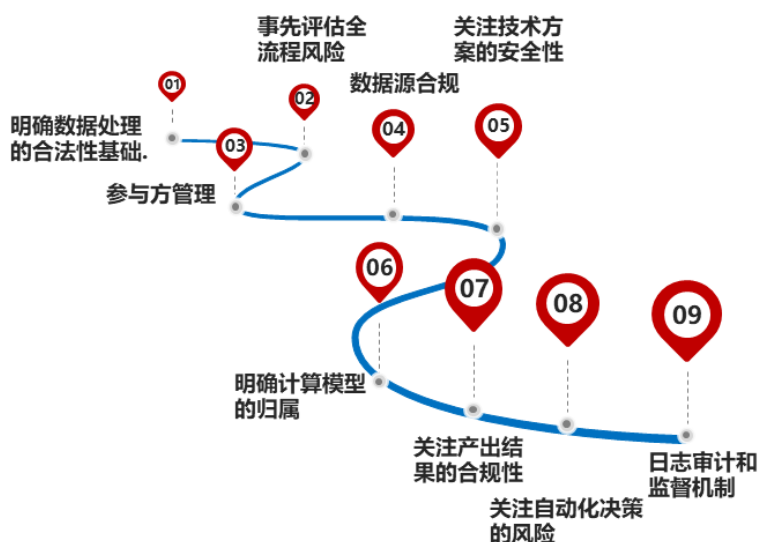 01
明确数据处理
的合法性基础.
02
事先评估全
流程风险
03
参与方管理
04
数据源合规
05
关注技术方
案的安全性
06
明确计算模型
的归属
07
关注产出结
果的合规性
08
关注自动化决策
的风险
09
日志审计和
监督机制